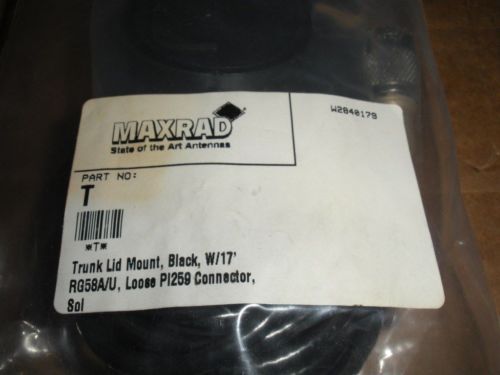 W2840179
MAXRAD
State of the Art Antennas
PART NO:
T
*T*
Trunk Lid Mount, Black, W/17'
RG58A/U, Loose Pl259 Connector,
Sol